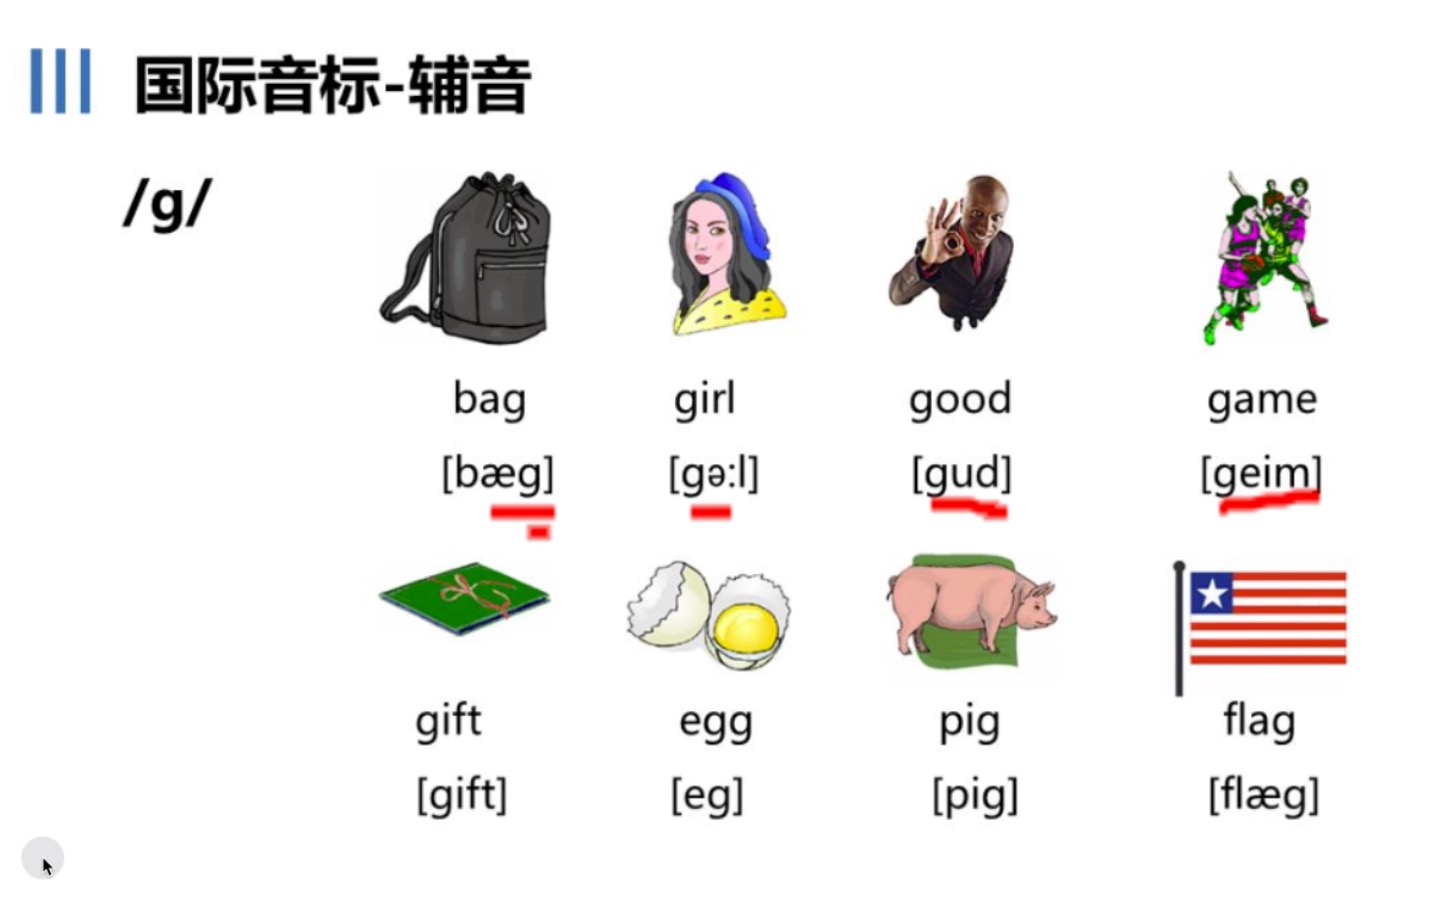 国际音标-辅音
/g/
bag girl good game
[bæg] [gə:l] [gud] [geim]
gift egg pig flag
[gift] [eg] [pig] [flæg]